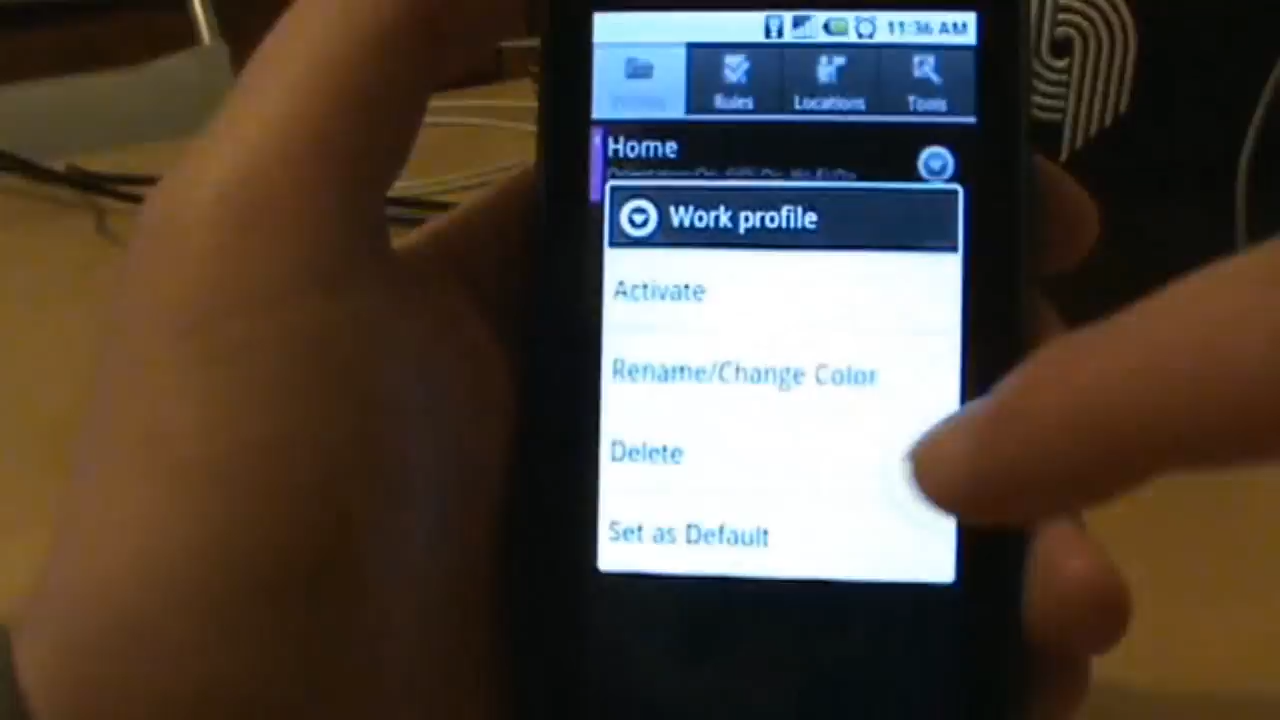 11:36 AM
Rules
Locations
Tools
Home
Work profile
Activate
Rename/Change Color
Delete
Set as Default